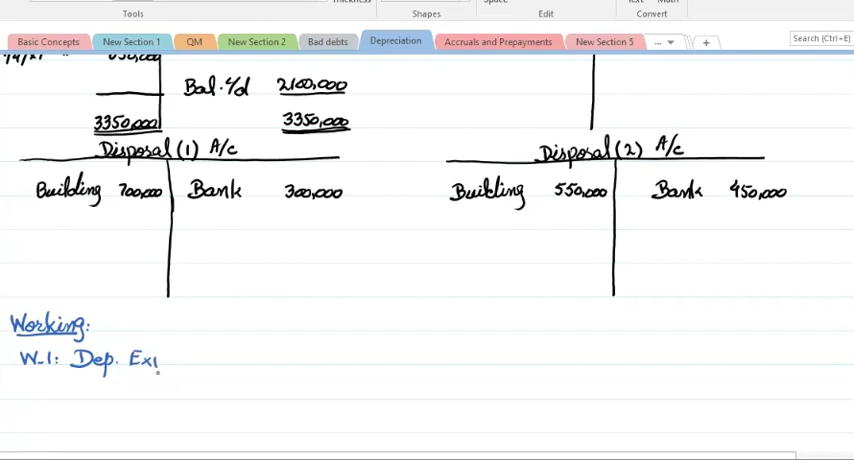 Tools
Shapes
Edit
Convert
Basic Concepts
New Section 1
QM
New Section 2
Bad debts
Depreciation
Accruals and Prepayments
New Section 5
...
+
Search (Ctrl+E)
Bal. c/d 2100,000
3350,000 3350,000
Disposal (1) A/c
Disposal (2) A/c
Building 700,000 Bank 300,000
Building 550,000 Bank 450,000
Working:
W-1: Dep. Exp